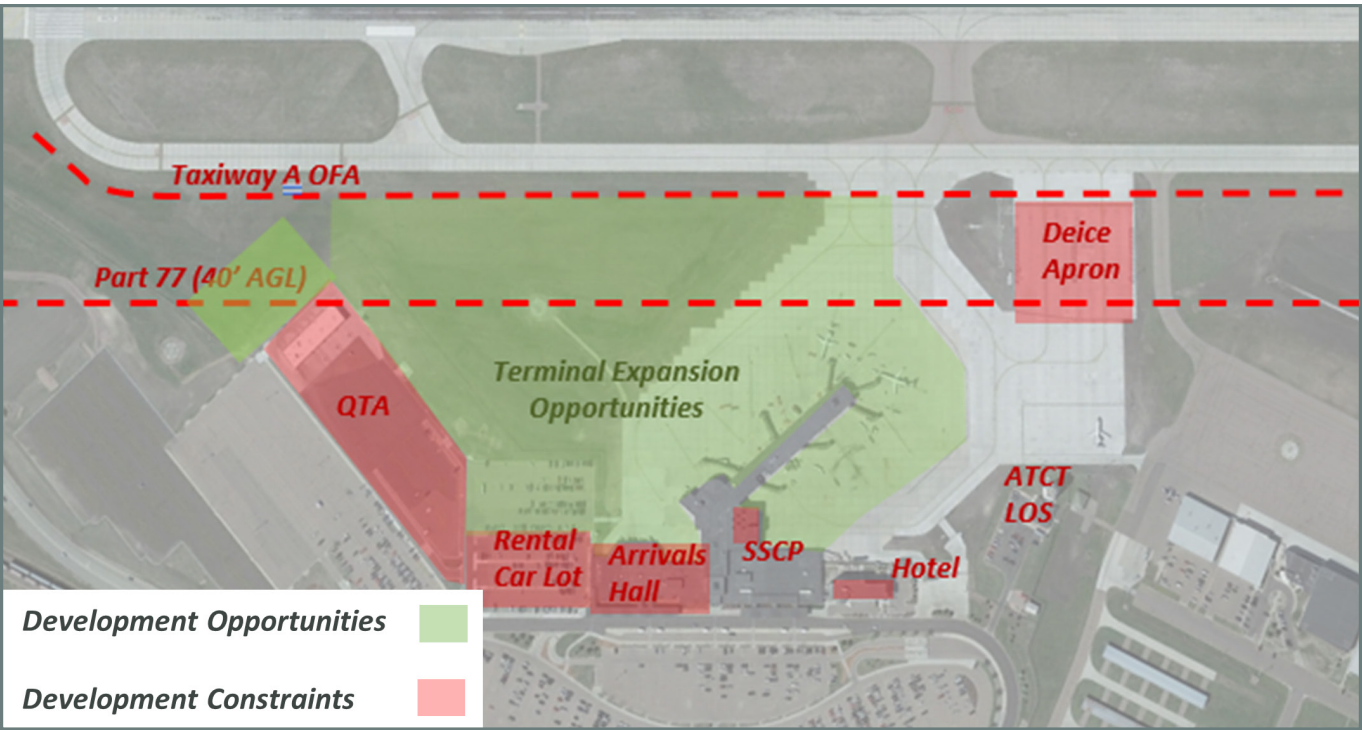 Taxiway A OFA
Part 77 (40’ AGL)
Deice
Apron
Terminal Expansion
Opportunities
QTA
ATCT
LOS
Rental
Car Lot
Arrivals
Hall
SSCP
Hotel
Development Opportunities
Development Constraints